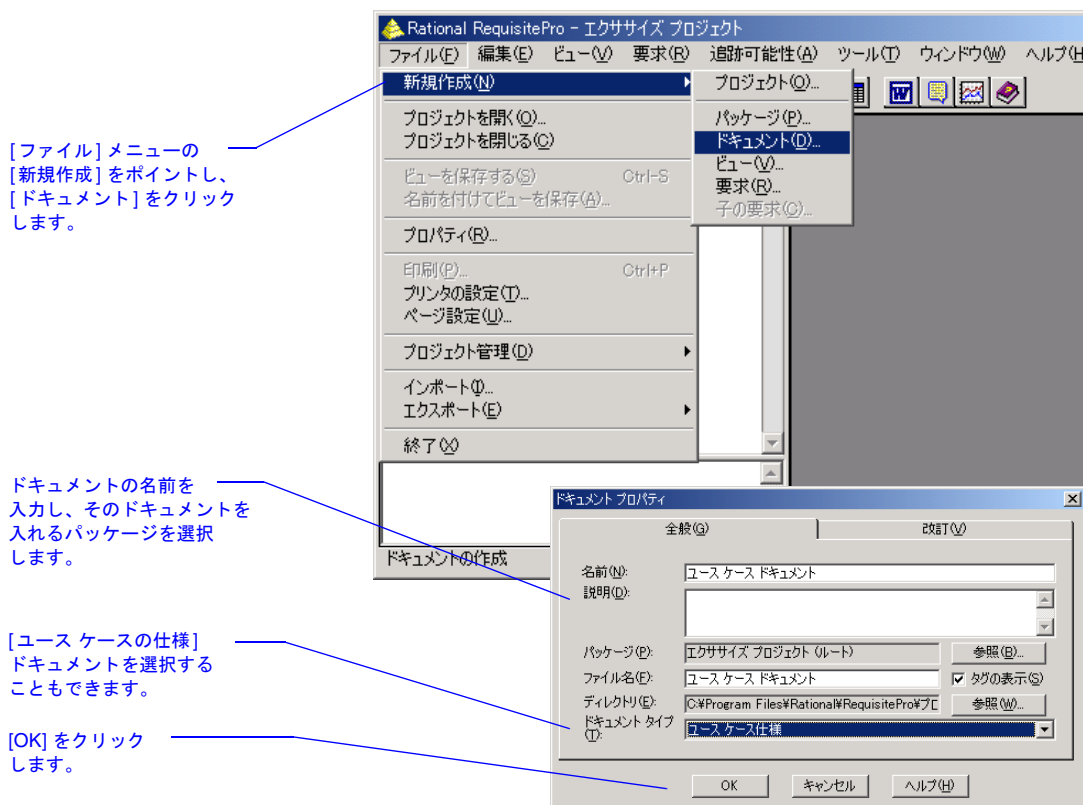 Rational RequisitePro - エクササイズ プロジェクト
ファイル(F) 編集(E) ビュー(V) 要求(R) 追跡可能性(A) ツール(T) ウィンドウ(W) ヘルプ(H
新規作成(N)
プロジェクトを開く(O)...
プロジェクトを閉じる(C)
ビューを保存する(S) Ctrl-S
名前を付けてビューを保存(A)...
プロパティ(R)...
印刷(P)... Ctrl+P
プリンタの設定(T)...
ページ設定(U)...
プロジェクト管理(D)
インポート(I)...
エクスポート(E)
終了(X)
プロジェクト(O)...
パッケージ(P)...
ドキュメント(D)...
ビュー(V)...
要求(R)...
子の要求(C)...
[ファイル] メニューの
[新規作成] をポイントし、
[ドキュメント] をクリック
します。
ドキュメントの作成
ドキュメントの名前を
入力し、そのドキュメントを
入れるパッケージを選択
します。
[ユース ケースの仕様]
ドキュメントを選択する
こともできます。
[OK] をクリック
します。
ドキュメント プロパティ
全般(G) 改訂(V)
名前(N): ユース ケース ドキュメント
説明(D):
パッケージ(P): エクササイズ プロジェクト (ルート) 参照(B)...
ファイル名(F): ユース ケース ドキュメント タグの表示(S)
ディレクトリ(E): C:¥Program Files¥Rational¥RequisitePro¥プロ 参照(W)...
ドキュメント タイプ
(T): ユース ケース仕様
OK キャンセル ヘルプ(H)